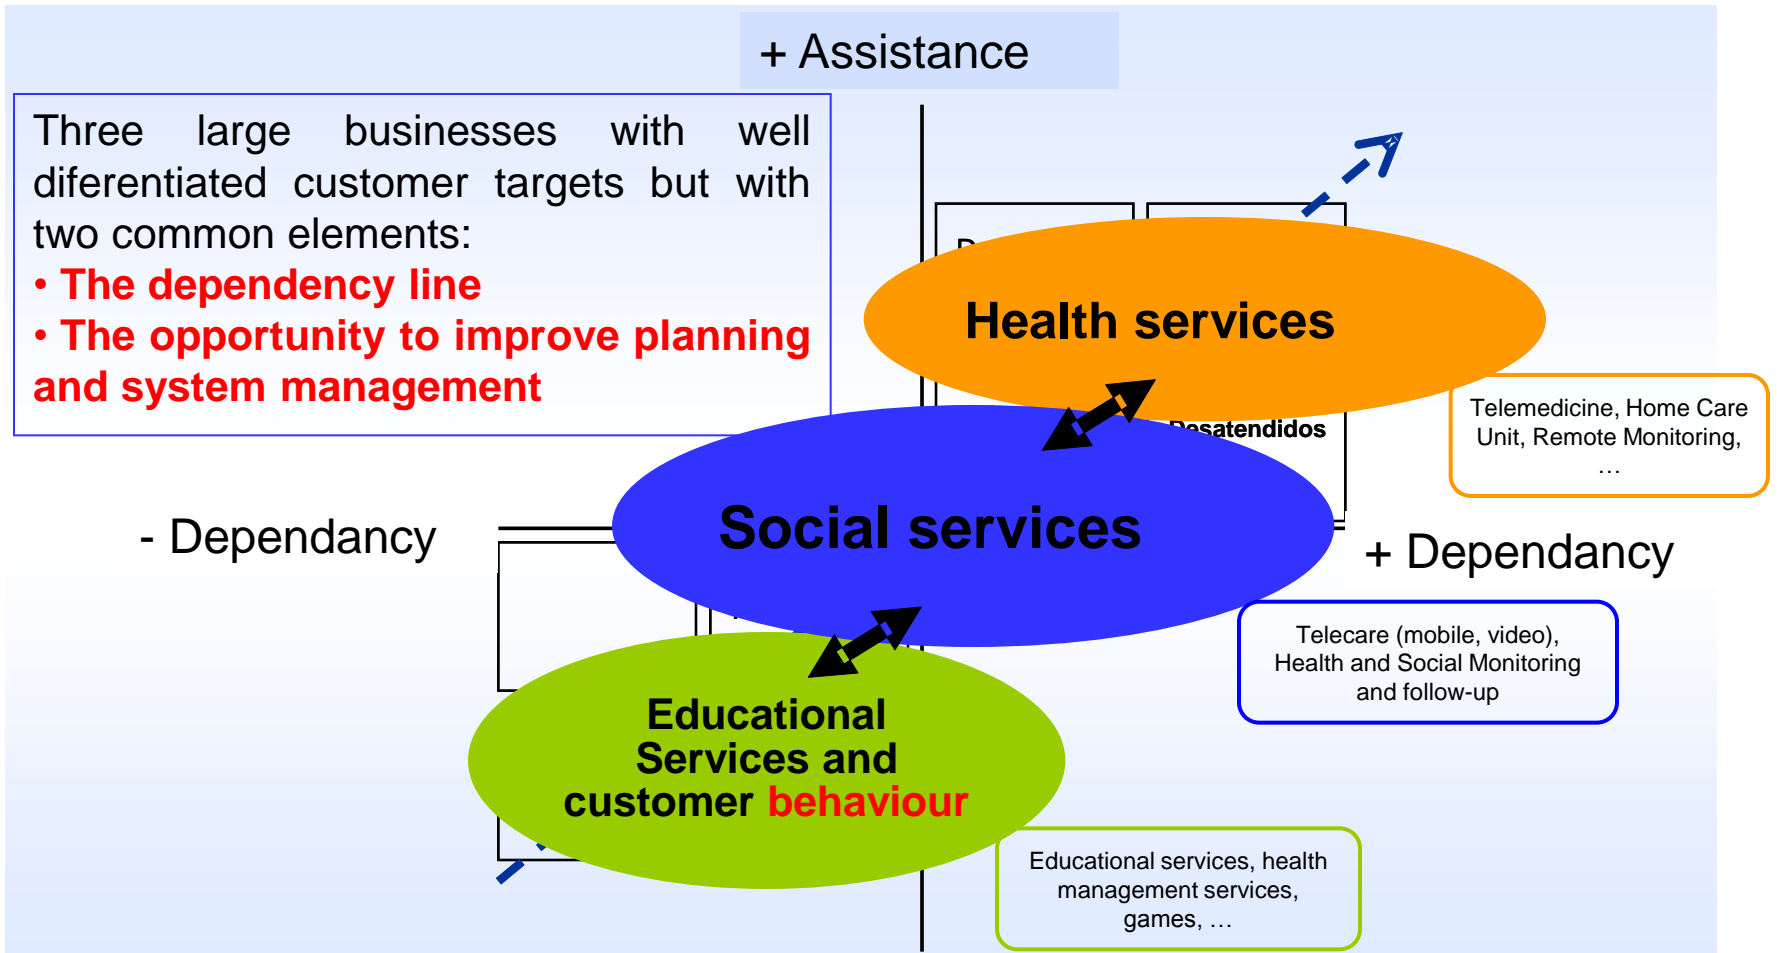 + Assistance
Three large businesses with well
diferentiated customer targets but with
two common elements:
• The dependency line
• The opportunity to improve planning
and system management
Health services
Desatendidos
Telemedicine, Home Care
Unit, Remote Monitoring,
…
- Dependancy
Social services
+ Dependancy
Telecare (mobile, video),
Health and Social Monitoring
and follow-up
Educational
Services and
customer behaviour
Educational services, health
management services,
games, …